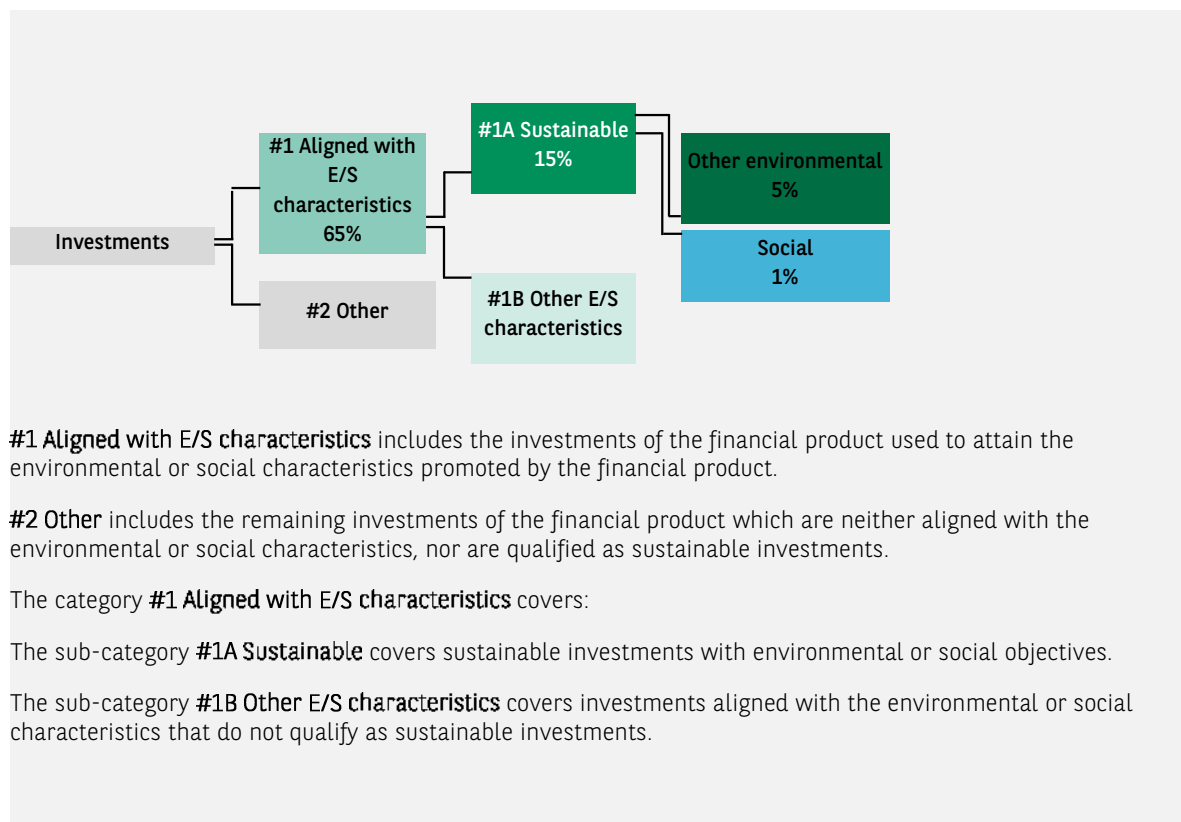 #1A Sustainable
15%
#1 Aligned with
E/S
characteristics
65%
Other environmental
5%
Investments
Social
1%
#2 Other
#1B Other E/S
characteristics
#1 Aligned with E/S characteristics includes the investments of the financial product used to attain the
environmental or social characteristics promoted by the financial product.
#2 Other includes the remaining investments of the financial product which are neither aligned with the
environmental or social characteristics, nor are qualified as sustainable investments.
The category #1 Aligned with E/S characteristics covers:
The sub-category #1A Sustainable covers sustainable investments with environmental or social objectives.
The sub-category #1B Other E/S characteristics covers investments aligned with the environmental or social
characteristics that do not qualify as sustainable investments.